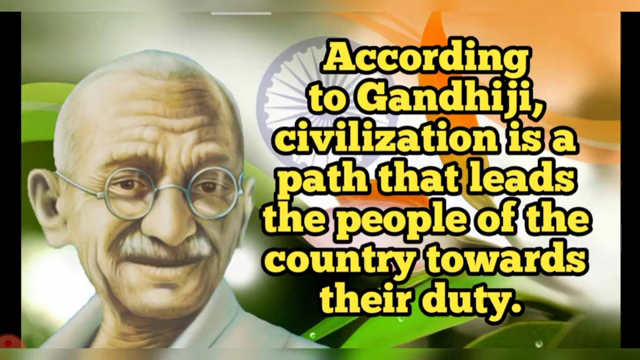 According
to Gandhiji,
civilization is a
path that leads
the people of the
country towards
their duty.